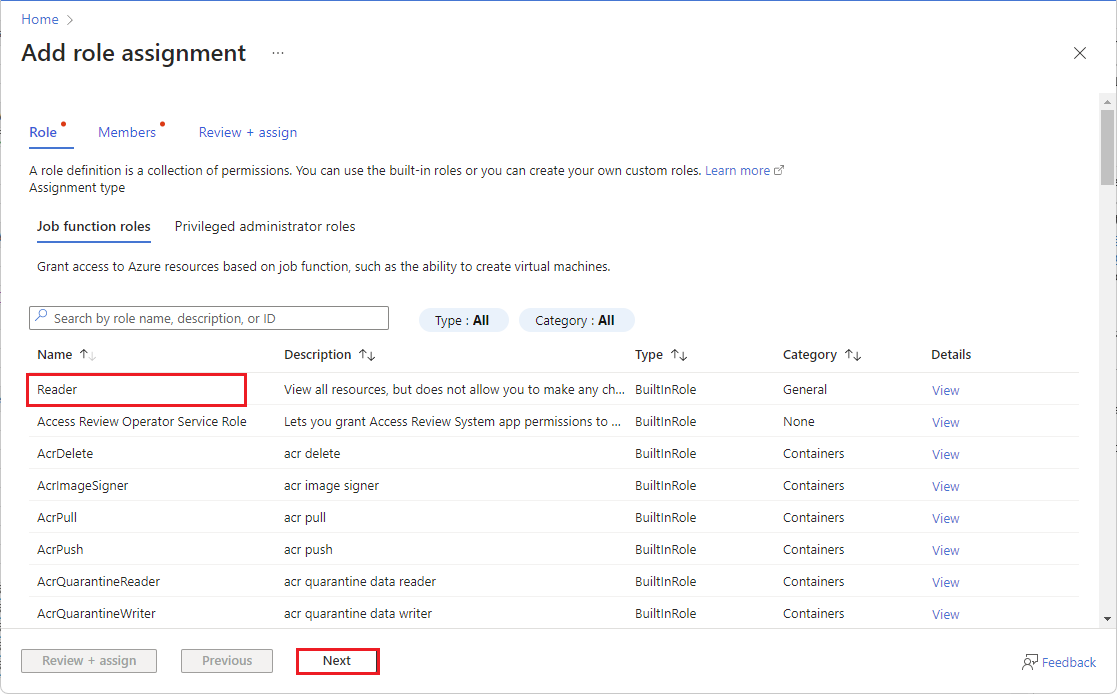 Home >
Add role assignment ...
Role Members Review + assign
A role definition is a collection of permissions. You can use the built-in roles or you can create your own custom roles. Learn more
Assignment type
Job function roles Privileged administrator roles
Grant access to Azure resources based on job function, such as the ability to create virtual machines.
Search by role name, description, or ID Type : All Category : All
Name ↑↓ Description ↑↓ Type ↑↓ Category ↑↓ Details
Reader View all resources, but does not allow you to make any ch... BuiltInRole General View
Access Review Operator Service Role Lets you grant Access Review System app permissions to ... BuiltInRole None View
AcrDelete acr delete BuiltInRole Containers View
AcrImageSigner acr image signer BuiltInRole Containers View
AcrPull acr pull BuiltInRole Containers View
AcrPush acr push BuiltInRole Containers View
AcrQuarantineReader acr quarantine data reader BuiltInRole Containers View
AcrQuarantineWriter acr quarantine data writer BuiltInRole Containers View
Review + assign Previous Next Feedback